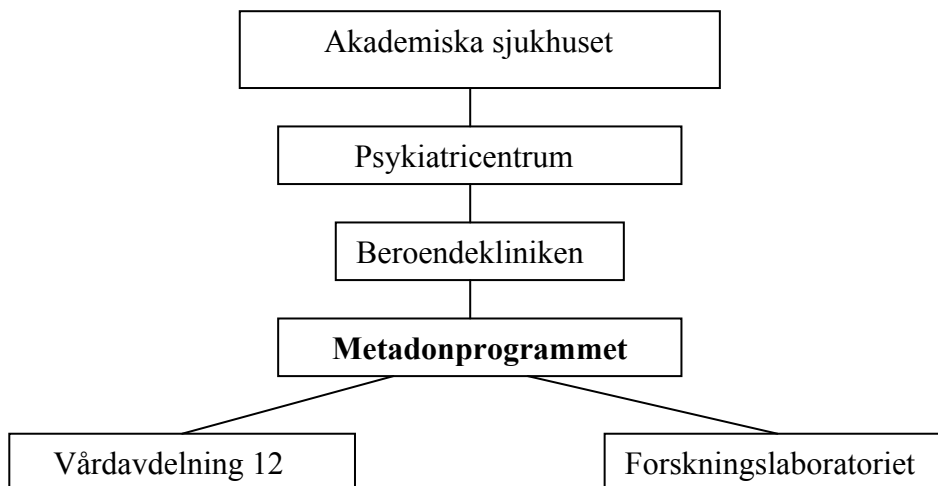 Akademiska sjukhuset
Psykiatricentrum
Beroendekliniken
Metadonprogrammet
Vårdavdelning 12
Forskningslaboratoriet